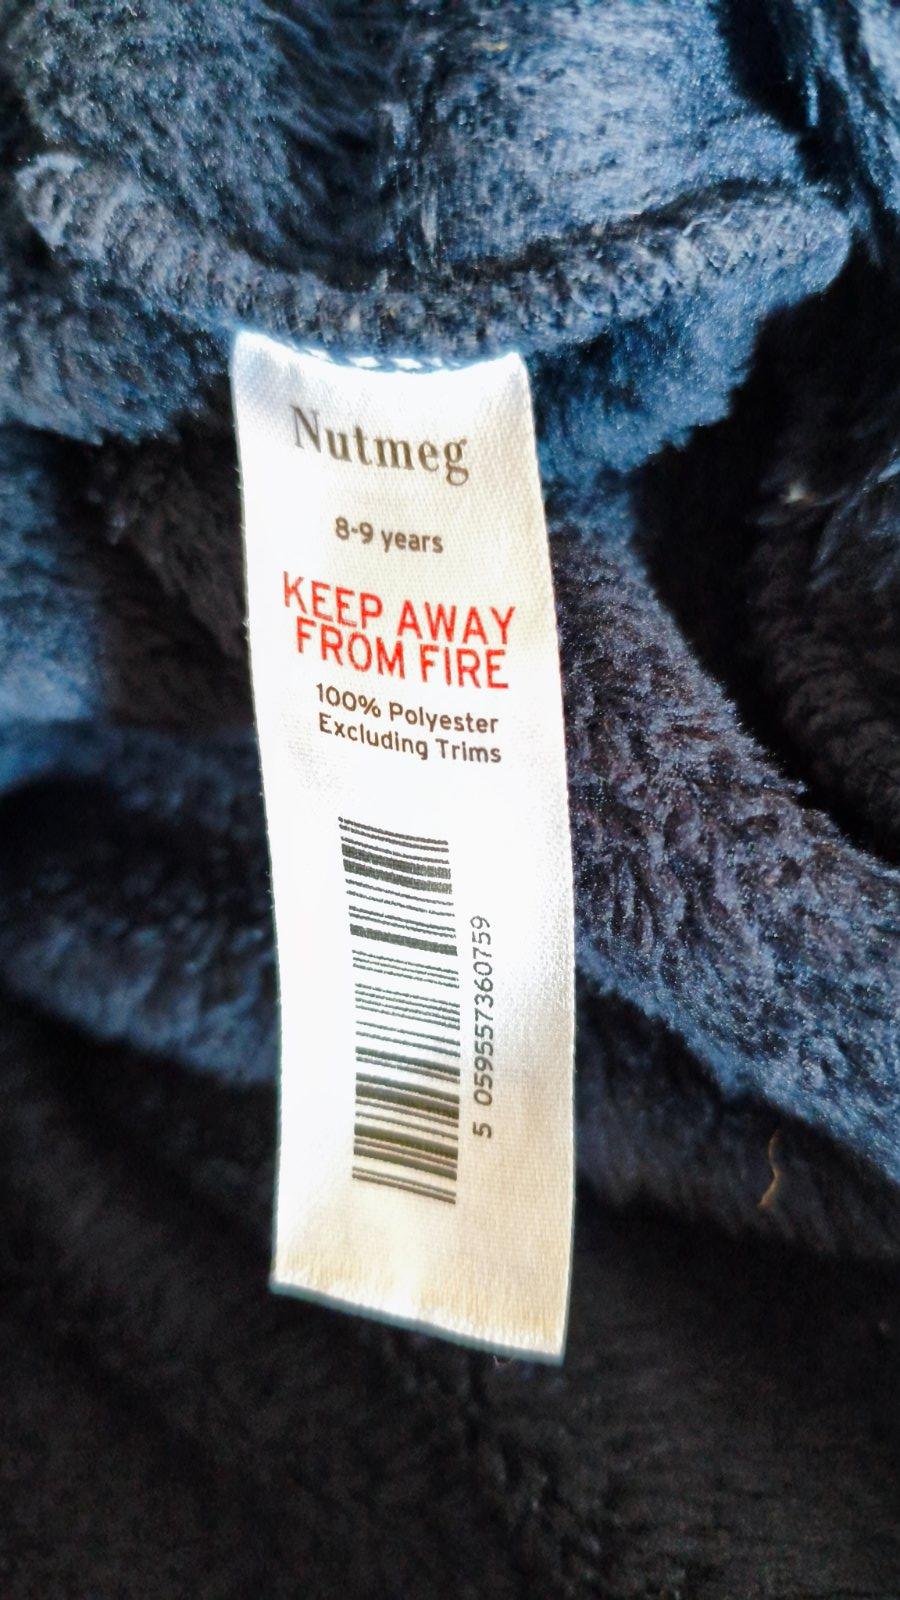 Nutmeg
8-9 years
KEEP AWAY
FROM FIRE
100% Polyester
Excluding Trims
5 059557360759